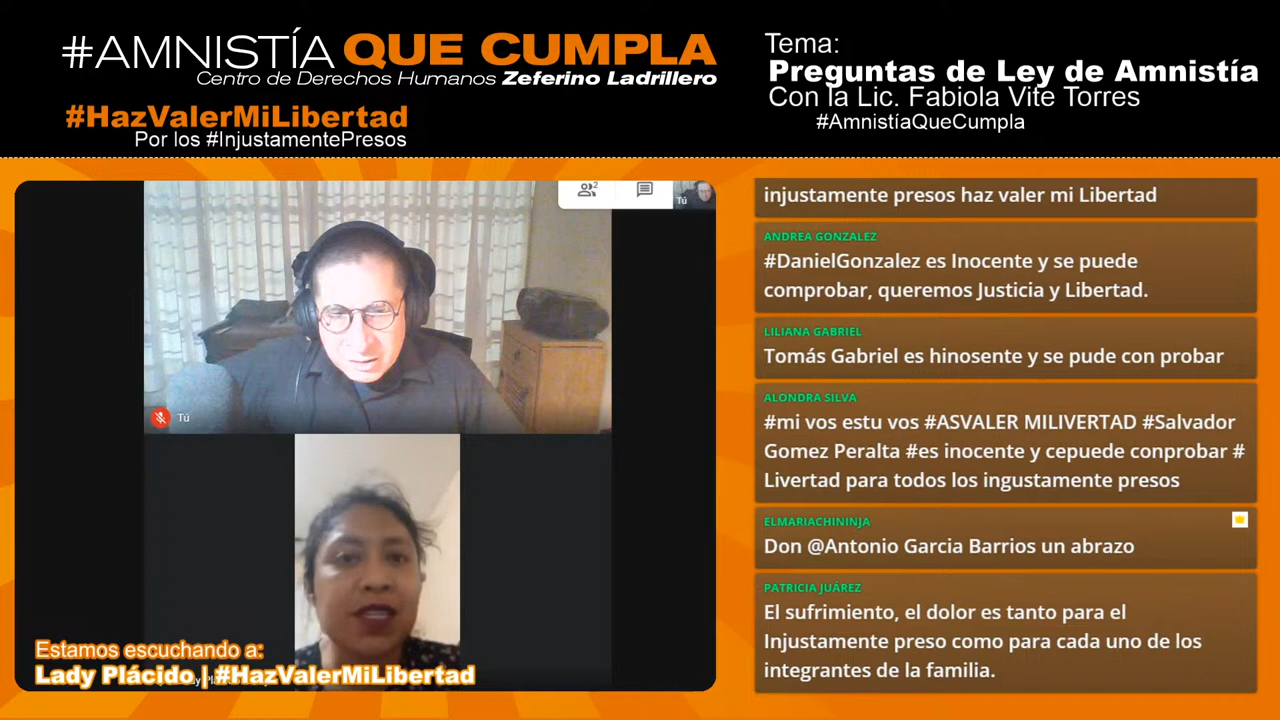 #AMNISTÍA QUE CUMPLA
Centro de Derechos Humanos Zeferino Ladrillero
#HazValerMiLibertad
Por los #InjustamentePresos
Tema:
Preguntas de Ley de Amnistía
Con la Lic. Fabiola Vite Torres
#AmnistíaQueCumpla
2
Tú
Tú
Estamos escuchando a:
Lady Plácido | #HazValerMiLibertad
injustamente presos haz valer mi Libertad
ANDREA GONZALEZ
#DanielGonzalez es Inocente y se puede
comprobar, queremos Justicia y Libertad.
LILIANA GABRIEL
Tomás Gabriel es hinosente y se pude con probar
ALONDRA SILVA
#mi vos estu vos #ASVALER MILIVERTAD #Salvador
Gomez Peralta #es inocente y cepuede conprobar #
Livertad para todos los ingustamente presos
ELMARIACHININJA
Don @Antonio Garcia Barrios un abrazo
PATRICIA JUÁREZ
El sufrimiento, el dolor es tanto para el
Injustamente preso como para cada uno de los
integrantes de la familia.